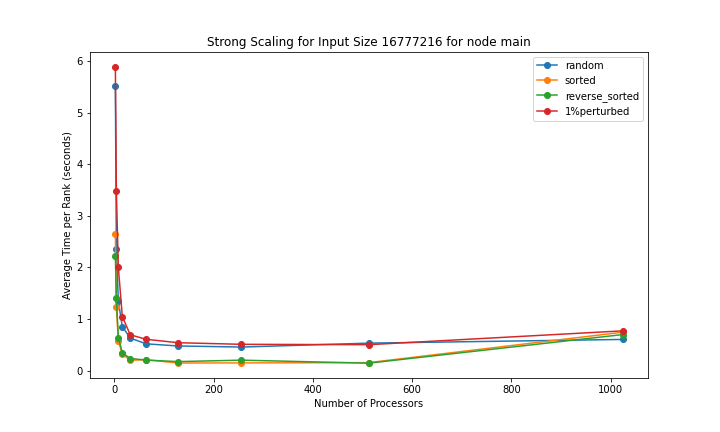 Strong Scaling for Input Size 16777216 for node main
random
sorted
reverse_sorted
1%perturbed
Average Time per Rank (seconds)
6
5
4
3
2
1
0
0 200 400 600 800 1000
Number of Processors